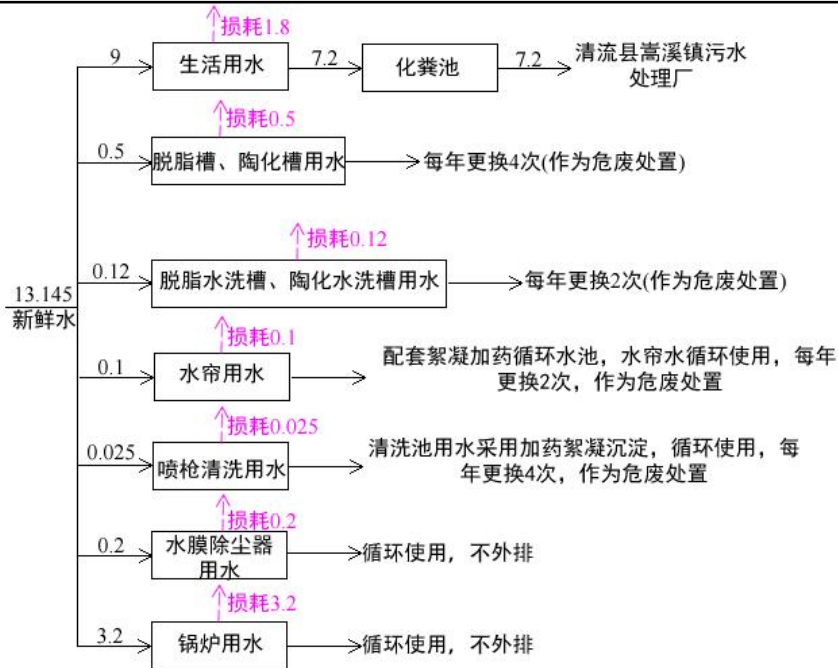 损耗1.8
9
生活用水
7.2
化粪池
7.2
清流县嵩溪镇污水
处理厂
损耗0.5
0.5
脱脂槽、陶化槽用水
每年更换4次(作为危废处置)
损耗0.12
0.12
脱脂水洗槽、陶化水洗槽用水
每年更换2次(作为危废处置)
13.145
新鲜水
损耗0.1
0.1
水帘用水
配套絮凝加药循环水池，水帘水循环使用，每年
更换2次，作为危废处置
损耗0.025
0.025
喷枪清洗用水
清洗池用水采用加药絮凝沉淀，循环使用，每
年更换4次，作为危废处置
损耗0.2
0.2
水膜除尘器
用水
循环使用，不外排
损耗3.2
3.2
锅炉用水
循环使用，不外排